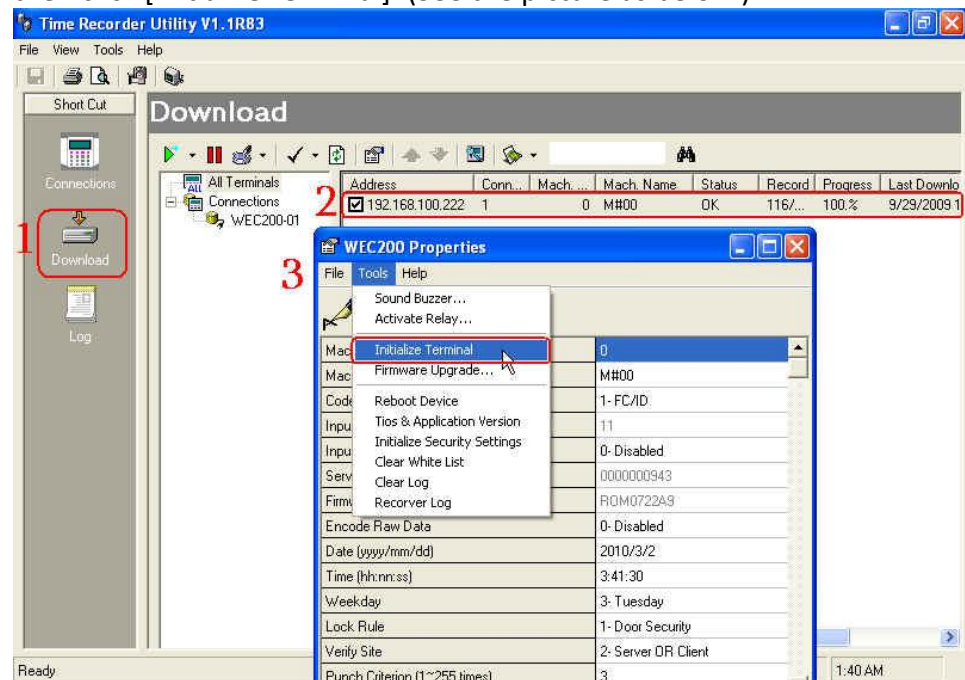 Time Recorder Utility V1.1R83
File View Tools Help
Short Cut
Download
Connections
Download
Log
All Terminals
Connections
WEC200-01
Address Conn... Mach. ... Mach. Name Status Record Progress Last Downlo
192.168.100.222 1 0 M#00 OK 116/... 100.% 9/29/2009 1
1
2
3
WEC200 Properties
File Tools Help
Sound Buzzer...
Activate Relay...
Initialize Terminal
Firmware Upgrade...
Reboot Device
Tios & Application Version
Initialize Security Settings
Clear White List
Clear Log
Recorver Log
Mac 0
Mac M#00
Code 1- FC/ID
Inpu 11
Inpu 0- Disabled
Serv 0000000943
Firmw ROM0722A9
Encode Raw Data 0- Disabled
Date (yyyy/mm/dd) 2010/3/2
Time (hh:nn:ss) 3:41:30
Weekday 3- Tuesday
Lock Rule 1- Door Security
Verify Site 2- Server OR Client
Punch Criterion (1~255 times) 3
Ready 1:40 AM